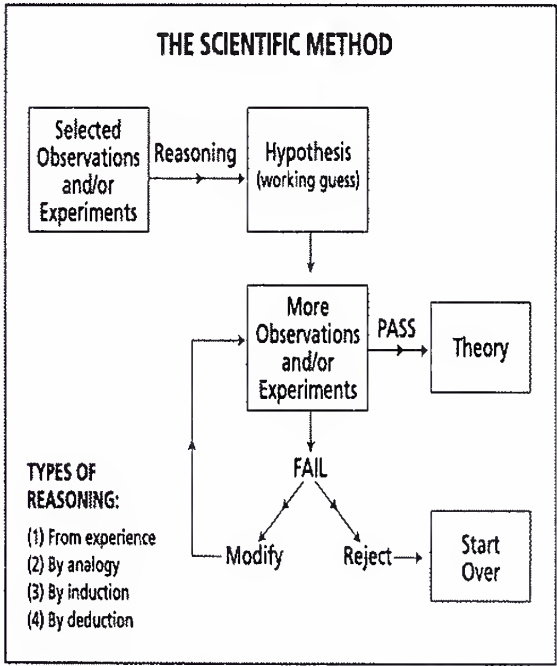 THE SCIENTIFIC METHOD
Selected
Observations
and/or
Experiments
Reasoning
Hypothesis
(working guess)
More
Observations
and/or
Experiments
PASS
Theory
FAIL
Modify
Reject
Start
Over
TYPES OF
REASONING:
(1) From experience
(2) By analogy
(3) By induction
(4) By deduction